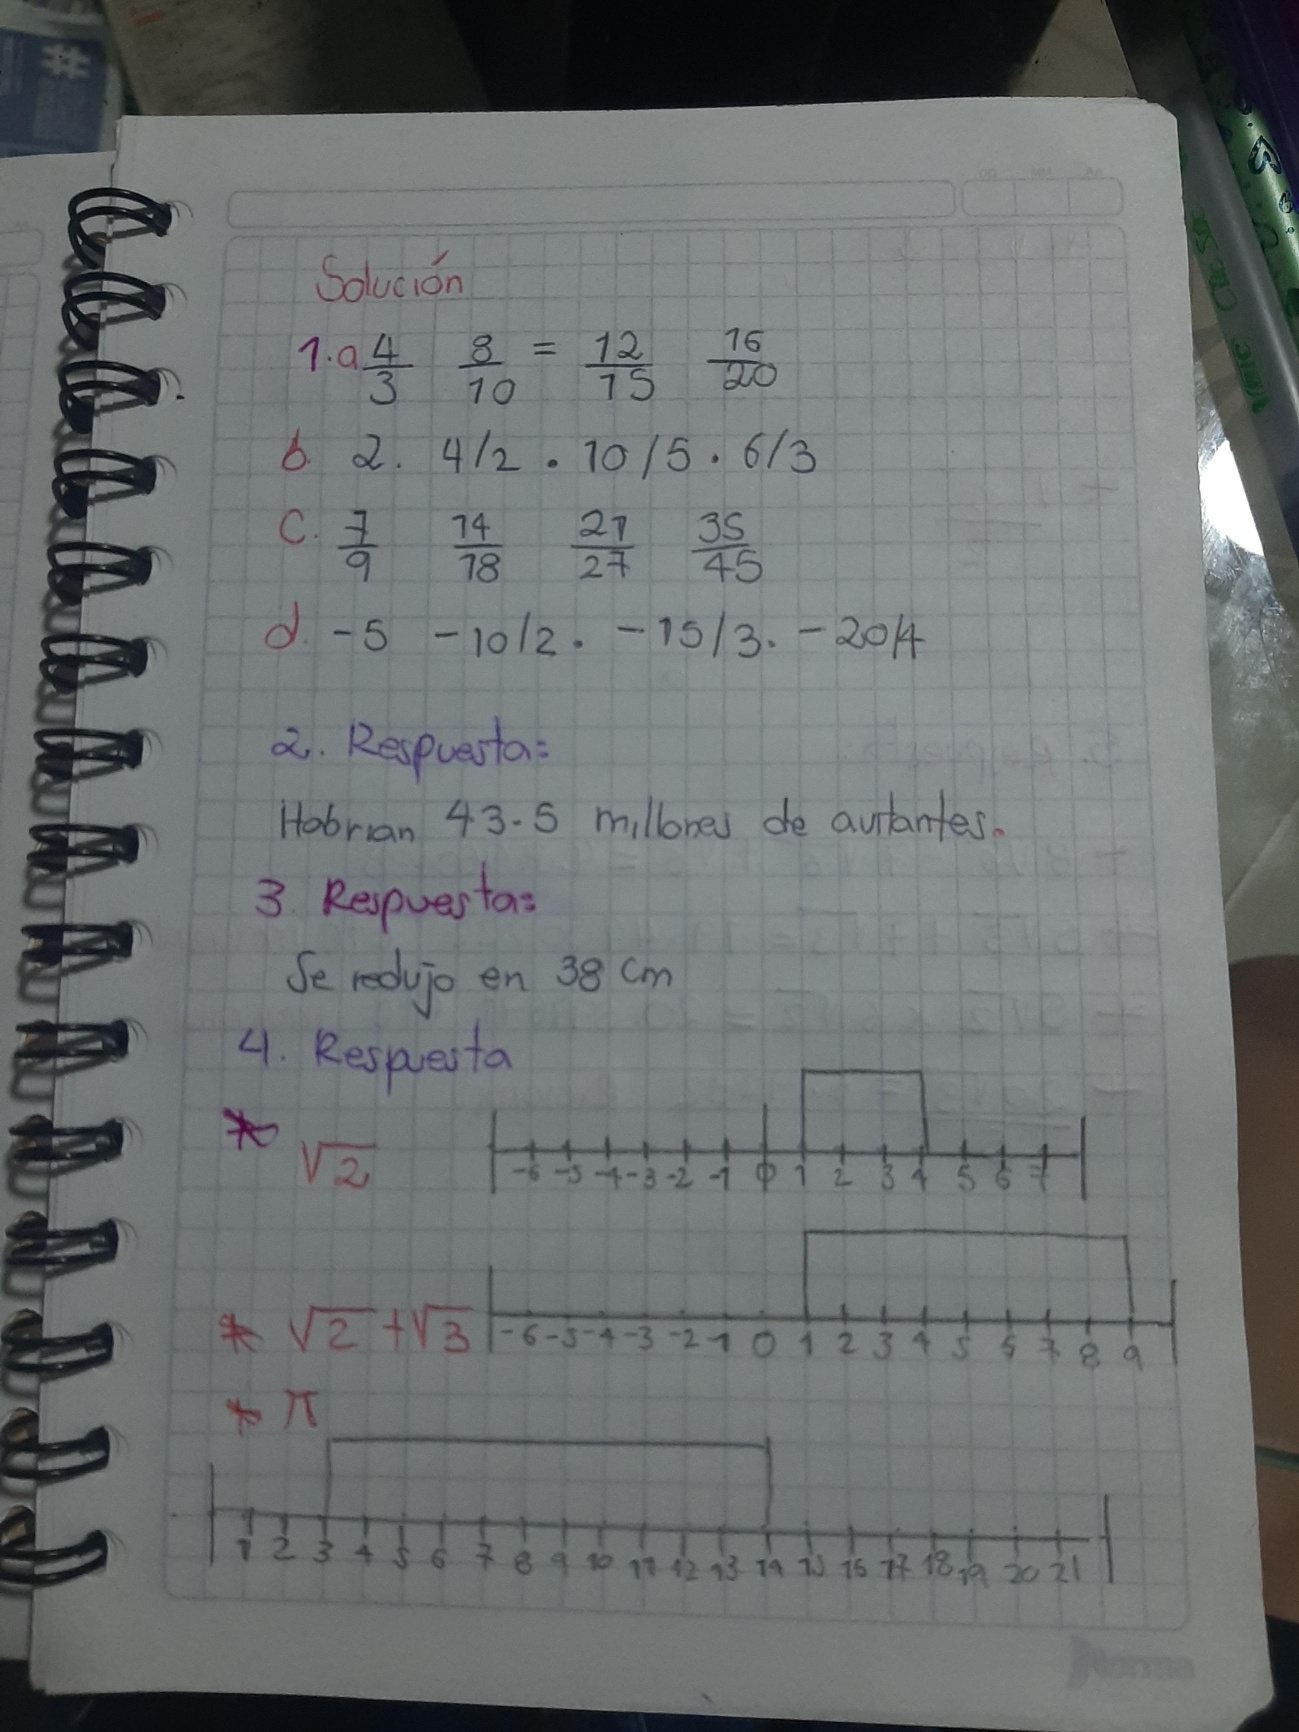 Solución
1.a 4/3 8/10 = 12/15 16/20
b. 2. 4/2 . 10/5 . 6/3
c. 7/9 14/18 21/27 35/45
d. -5 -10/2. -15/3. -20/4
2. Respuesta:
Habrian 43.5 millones de avitantes.
3. Respuesta:
Se redujo en 38 cm
4. Respuesta
* √2 -6 -5 -4 -3 -2 -1 0 1 2 3 4 5 6 7
* √2 + √3 -6 -5 -4 -3 -2 -1 0 1 2 3 4 5 6 7 8 9
* π
1 2 3 4 5 6 7 8 9 10 11 12 13 14 15 16 17 18 19 20 21
Norma